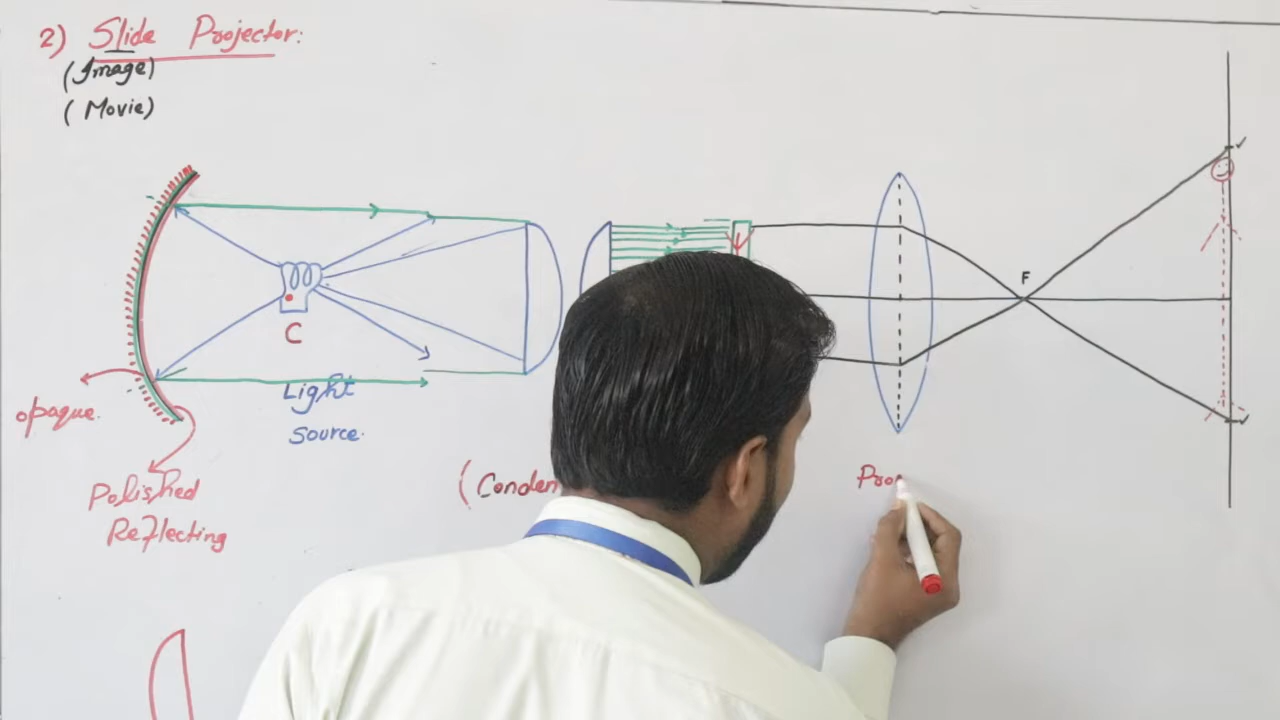 2) Slide Projector:
(Image)
(Movie)
F
C
Light
Source.
opaque.
Polished
Reflecting
(Conden
Pro